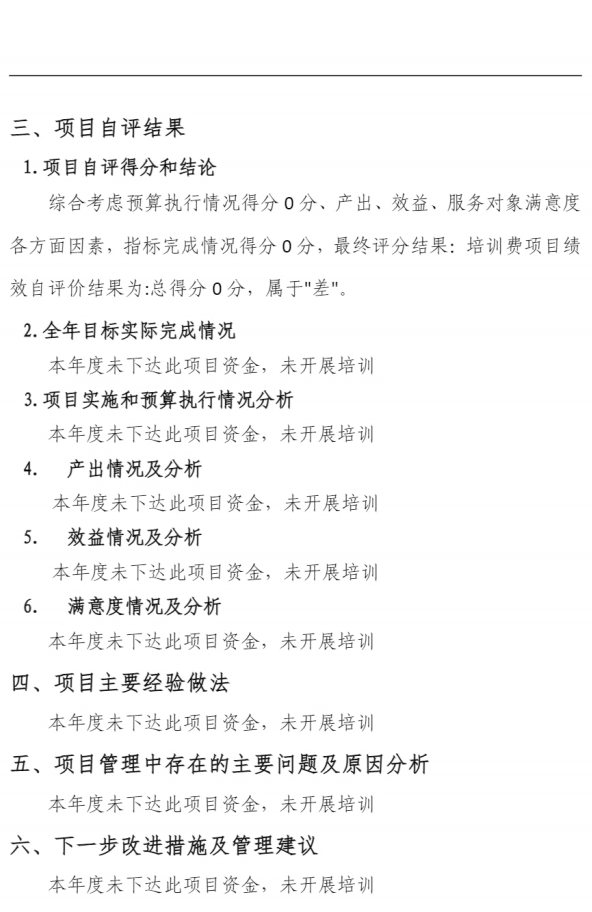 三、项目自评结果
1.项目自评得分和结论
综合考虑预算执行情况得分 0 分、产出、效益、服务对象满意度
各方面因素，指标完成情况得分 0 分，最终评分结果：培训费项目绩
效自评价结果为:总得分 0 分，属于"差"。
2.全年目标实际完成情况
本年度未下达此项目资金，未开展培训
3.项目实施和预算执行情况分析
本年度未下达此项目资金，未开展培训
4. 产出情况及分析
本年度未下达此项目资金，未开展培训
5. 效益情况及分析
本年度未下达此项目资金，未开展培训
6. 满意度情况及分析
本年度未下达此项目资金，未开展培训
四、项目主要经验做法
本年度未下达此项目资金，未开展培训
五、项目管理中存在的主要问题及原因分析
本年度未下达此项目资金，未开展培训
六、下一步改进措施及管理建议
本年度未下达此项目资金，未开展培训